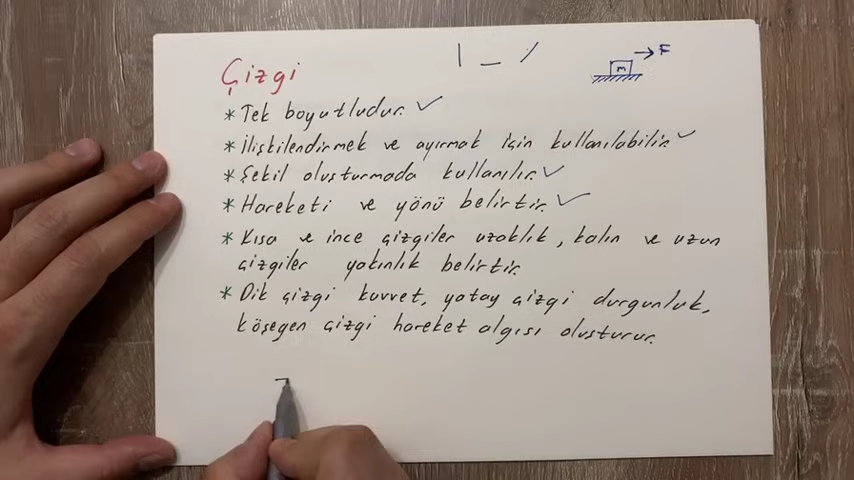 Çizgi
F
m
* Tek boyutludur.
* İlişkilendirmek ve ayırmak için kullanılabilir.
* Şekil oluşturmada kullanılır.
* Hareketi ve yönü belirtir.
* Kısa ve ince çizgiler uzaklık, kalın ve uzun
çizgiler yakınlık belirtir.
* Dik çizgi kuvvet, yatay çizgi durgunluk,
köşegen çizgi hareket algısı oluşturur.